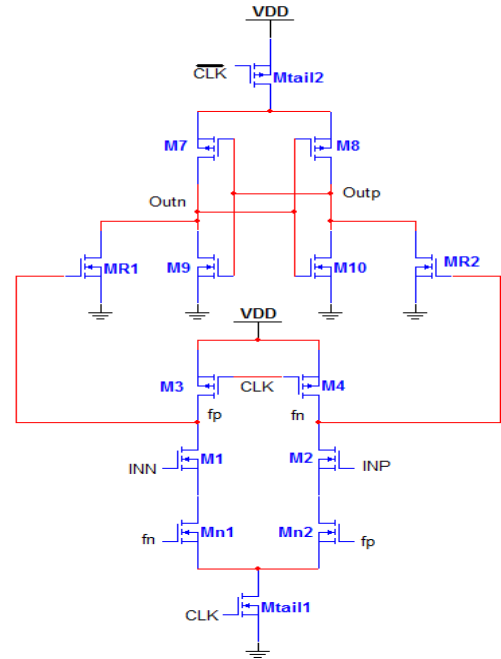 VDD
CLK
Mtail2
M7
M8
Outn
Outp
MR1
M9
M10
MR2
VDD
M3
CLK
M4
fp
fn
INN
M1
M2
INP
fn
Mn1
Mn2
fp
CLK
Mtail1